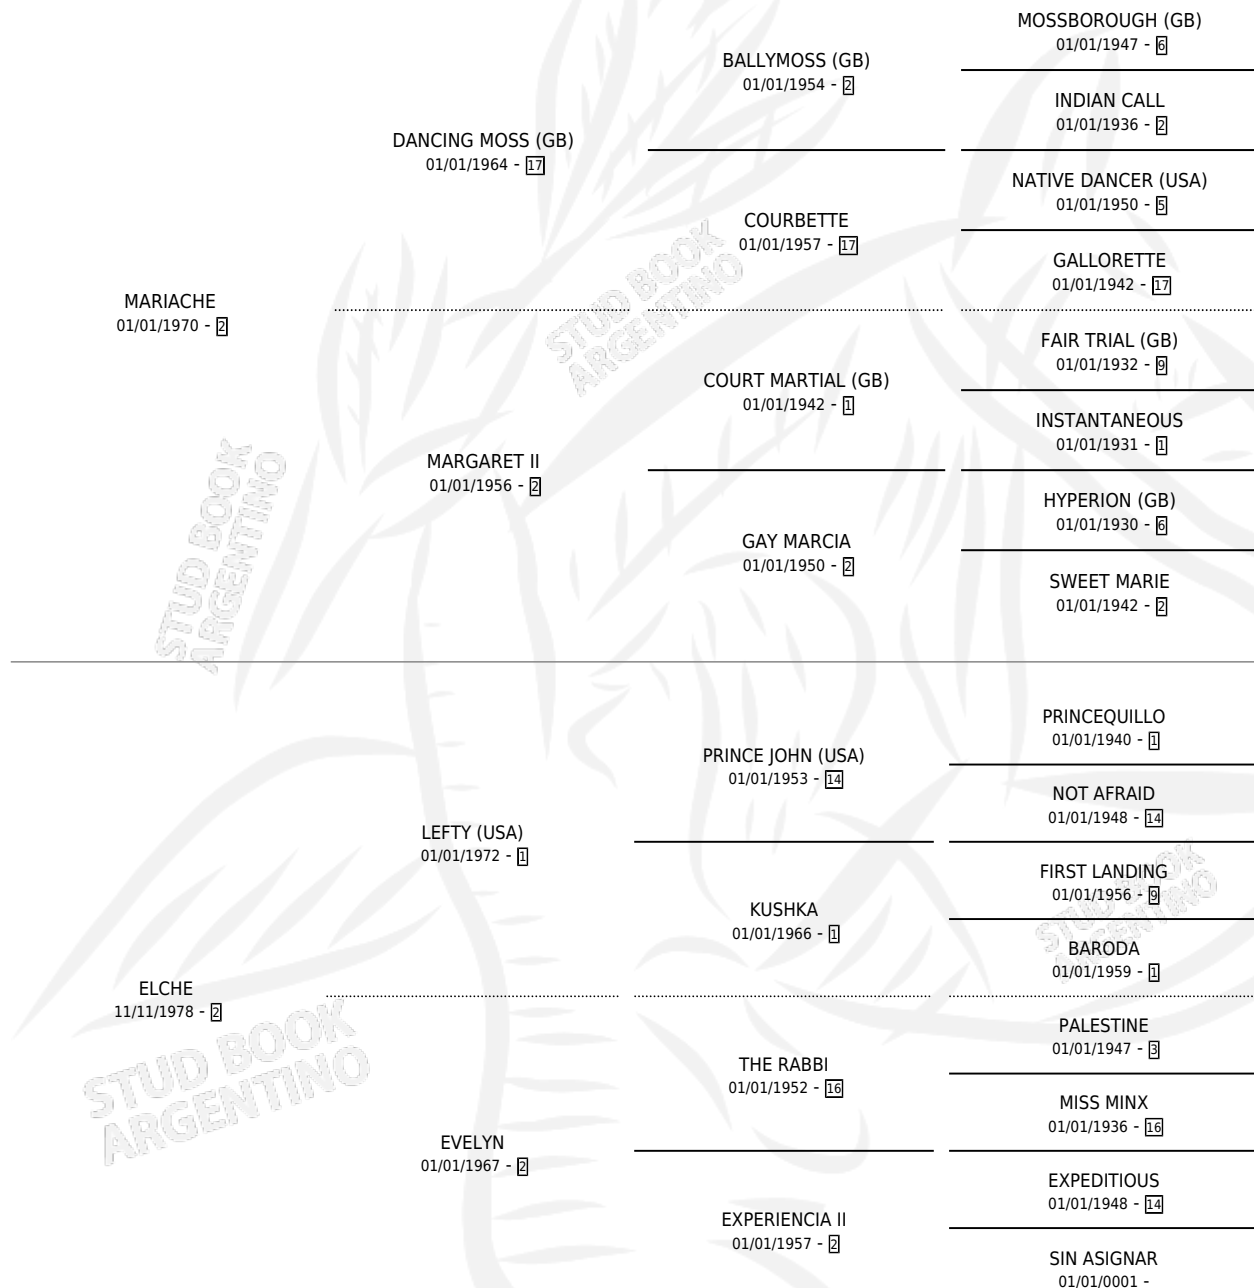 MOSSBOROUGH (GB)
01/01/1947 - 6
BALLYMOSS (GB)
01/01/1954 - 2
INDIAN CALL
01/01/1936 - 2
DANCING MOSS (GB)
01/01/1964 - 17
NATIVE DANCER (USA)
01/01/1950 - 5
COURBETTE
01/01/1957 - 17
GALLORETTE
01/01/1942 - 17
MARIACHE
01/01/1970 - 2
FAIR TRIAL (GB)
01/01/1932 - 9
COURT MARTIAL (GB)
01/01/1942 - 1
INSTANTANEOUS
01/01/1931 - 1
MARGARET II
01/01/1956 - 2
HYPERION (GB)
01/01/1930 - 6
GAY MARCIA
01/01/1950 - 2
SWEET MARIE
01/01/1942 - 2
PRINCEQUILLO
01/01/1940 - 1
PRINCE JOHN (USA)
01/01/1953 - 14
NOT AFRAID
01/01/1948 - 14
LEFTY (USA)
01/01/1972 - 1
FIRST LANDING
01/01/1956 - 9
KUSHKA
01/01/1966 - 1
BARODA
01/01/1959 - 1
ELCHE
11/11/1978 - 2
PALESTINE
01/01/1947 - 3
THE RABBI
01/01/1952 - 16
MISS MINX
01/01/1936 - 16
EVELYN
01/01/1967 - 2
EXPEDITIOUS
01/01/1948 - 14
EXPERIENCIA II
01/01/1957 - 2
SIN ASIGNAR
01/01/0001 -
STUD BOOK
ARGENTINO
STUD BOOK
ARGENTINO
STUD BOOK
ARGENTINO
STUD BOOK
ARGENTINO